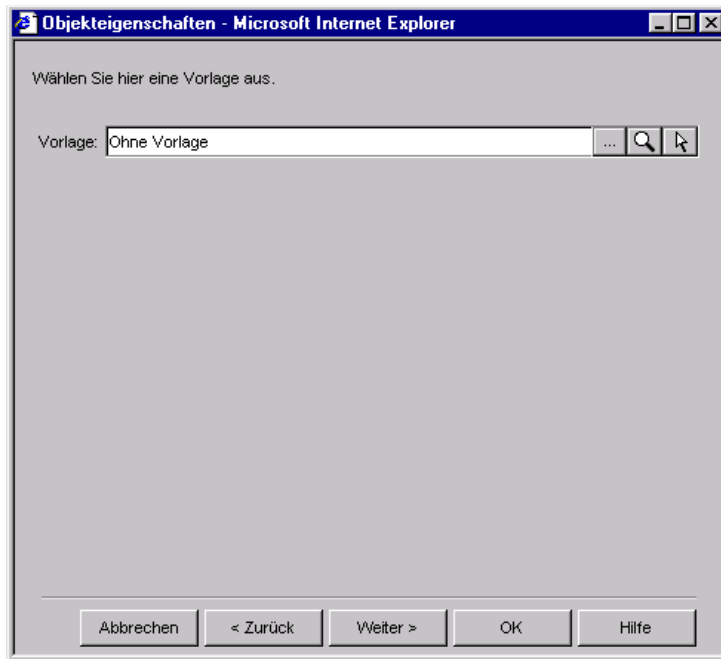 Objekteigenschaften - Microsoft Internet Explorer
Wählen Sie hier eine Vorlage aus.
Vorlage: Ohne Vorlage ...
Abbrechen < Zurück Weiter > OK Hilfe